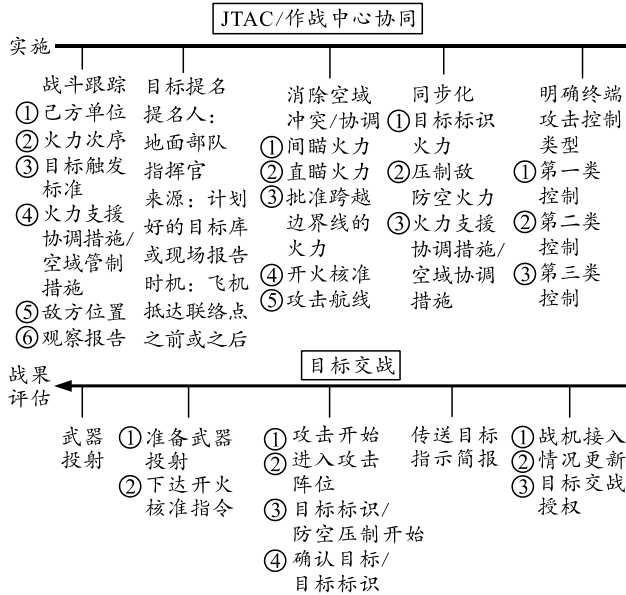 JTAC/作战中心协同
实施
战斗跟踪
①己方单位
②火力次序
③目标触发
标准
④火力支援
协调措施/
空域管制
措施
⑤敌方位置
⑥观察报告
目标提名
提名人:
地面部队
指挥官
来源: 计划
好的目标库
或现场报告
时机: 飞机
抵达联络点
之前或之后
消除空域
冲突/协调
①间瞄火力
②直瞄火力
③批准跨越
边界线的
火力
④开火核准
⑤攻击航线
同步化
①目标标识
火力
②压制敌
防空火力
③火力支援
协调措施/
空域协调
措施
明确终端
攻击控制
类型
①第一类
控制
②第二类
控制
③第三类
控制
目标交战
战果
评估
武器
投射
①准备武器
投射
②下达开火
核准指令
①攻击开始
②进入攻击
阵位
③目标标识/
防空压制开始
④确认目标/
目标标识
传送目标
指示简报
①战机接入
②情况更新
③目标交战
授权